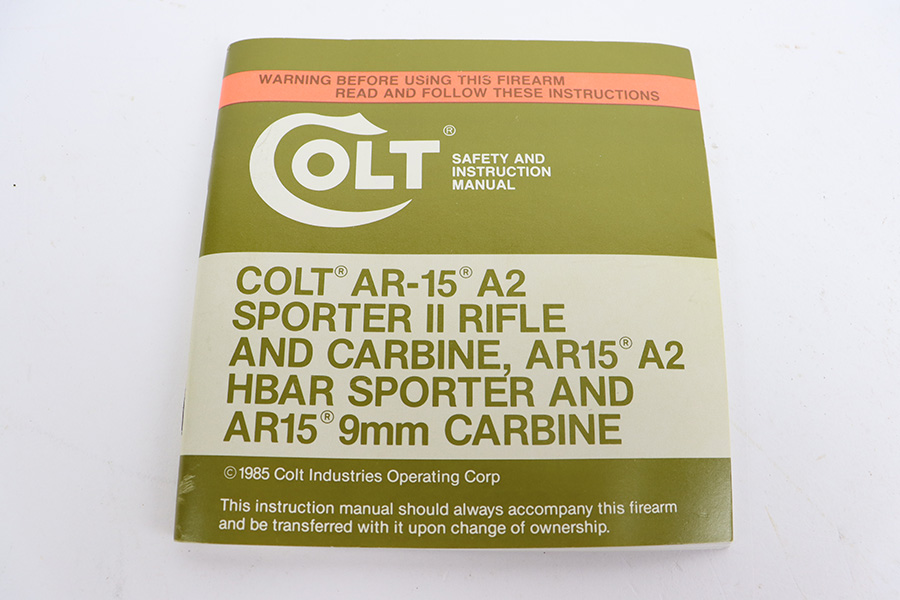 WARNING BEFORE USING THIS FIREARM
READ AND FOLLOW THESE INSTRUCTIONS
COLT®
SAFETY AND
INSTRUCTION
MANUAL
COLT® AR-15® A2
SPORTER II RIFLE
AND CARBINE, AR15® A2
HBAR SPORTER AND
AR15® 9mm CARBINE
© 1985 Colt Industries Operating Corp
This instruction manual should always accompany this firearm
and be transferred with it upon change of ownership.